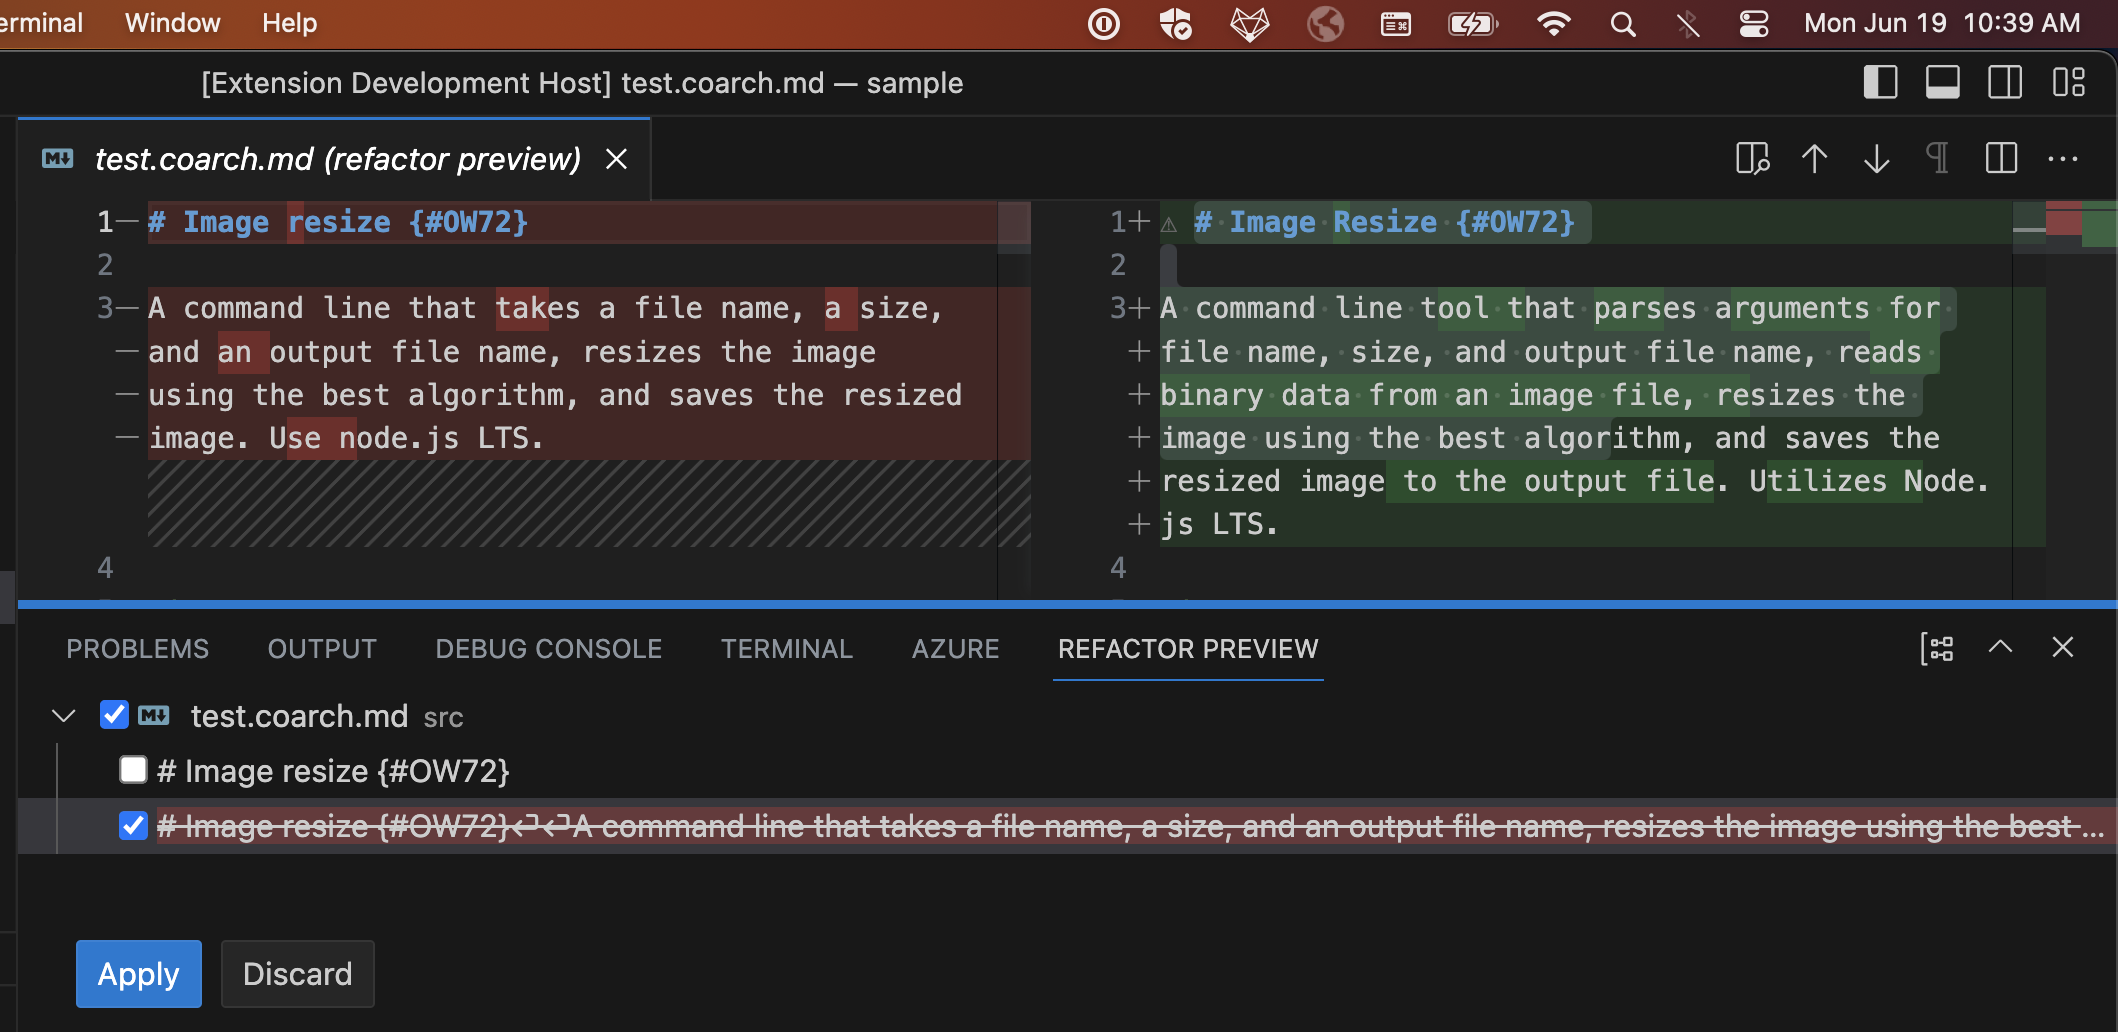 erminal Window Help Mon Jun 19 10:39 AM
[Extension Development Host] test.coarch.md — sample
test.coarch.md (refactor preview)
1 # Image resize {#OW72}
2
3 A command line that takes a file name, a size,
and an output file name, resizes the image
using the best algorithm, and saves the resized
image. Use node.js LTS.
4
1+ # Image Resize {#OW72}
2
3+ A command line tool that parses arguments for
+ file name, size, and output file name, reads
+ binary data from an image file, resizes the
+ image using the best algorithm, and saves the
+ resized image to the output file. Utilizes Node.
+ js LTS.
4
PROBLEMS OUTPUT DEBUG CONSOLE TERMINAL AZURE REFACTOR PREVIEW
test.coarch.md src
# Image resize {#OW72}
# Image resize {#OW72}↩↩A command line that takes a file name, a size, and an output file name, resizes the image using the best ...
Apply Discard